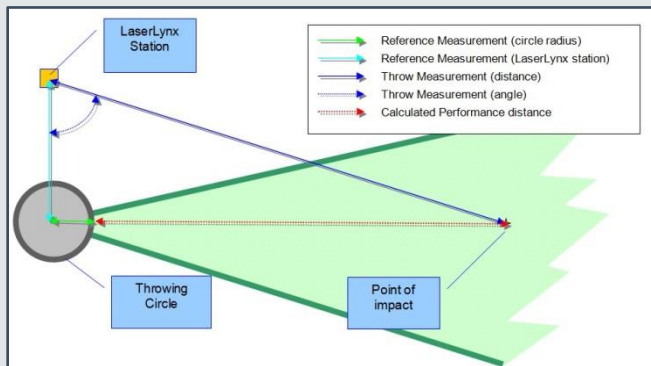 LaserLynx
Station
Reference Measurement (circle radius)
Reference Measurement (LaserLynx station)
Throw Measurement (distance)
Throw Measurement (angle)
Calculated Performance distance
Throwing
Circle
Point of
impact